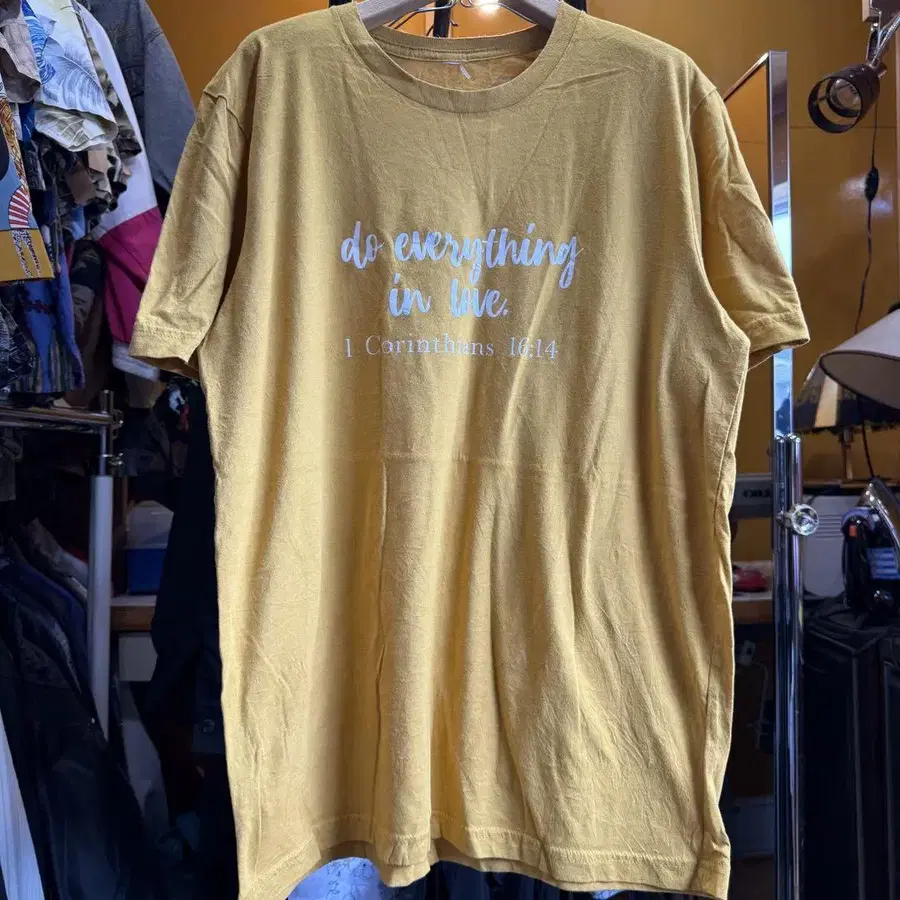 do everything
in love.
1 Corinthians 16:14